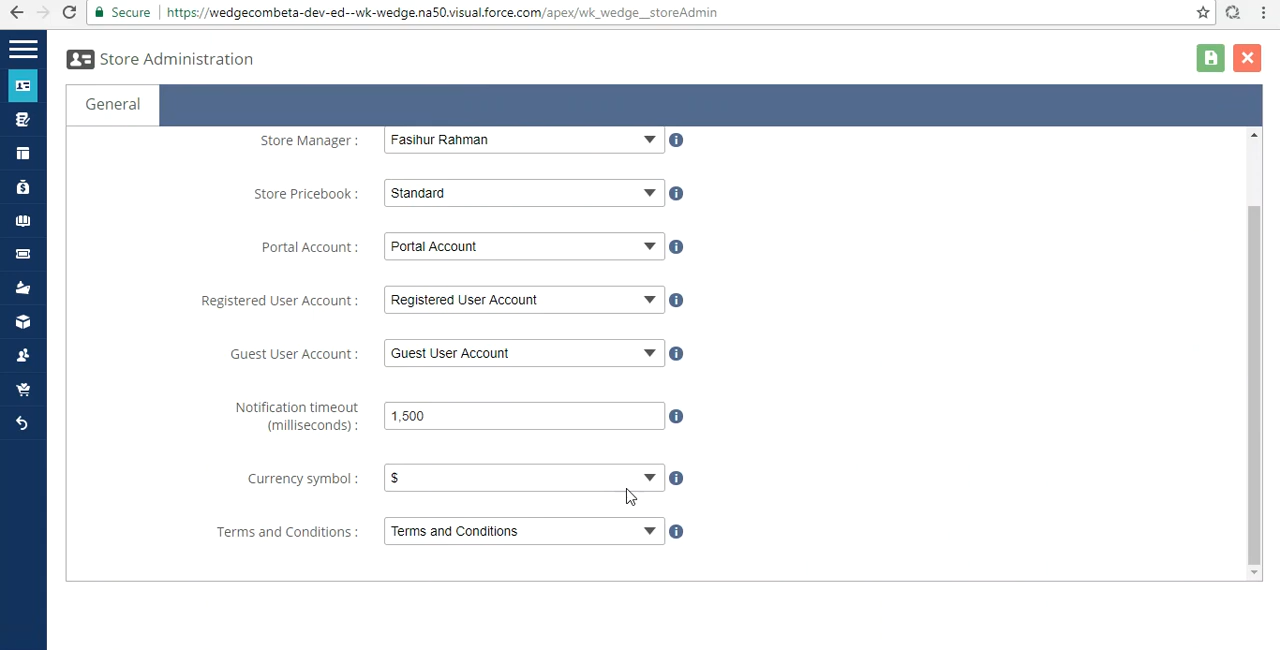 Secure https://wedgecombeta-dev-ed--wk-wedge.na50.visual.force.com/apex/wk_wedge__storeAdmin
Store Administration
General
Store Manager : Fasihur Rahman
Store Pricebook : Standard
Portal Account : Portal Account
Registered User Account : Registered User Account
Guest User Account : Guest User Account
Notification timeout
(milliseconds) : 1,500
Currency symbol : $
Terms and Conditions : Terms and Conditions